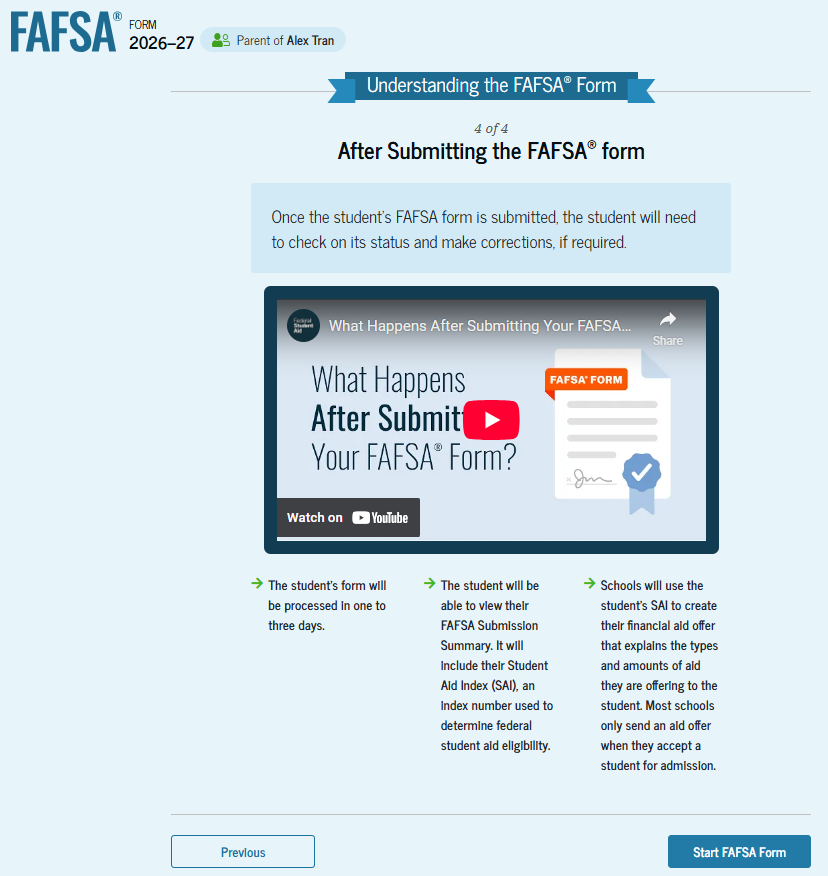 FAFSA® FORM
2026–27
Parent of Alex Tran
Understanding the FAFSA® Form
4 of 4
After Submitting the FAFSA® form
Once the student's FAFSA form is submitted, the student will need
to check on its status and make corrections, if required.
Federal
Student
Aid
What Happens After Submitting Your FAFSA...
Share
What Happens
After Submit
Your FAFSA® Form?
FAFSA® FORM
Watch on YouTube
The student's form will
be processed in one to
three days.
The student will be
able to view their
FAFSA Submission
Summary. It will
include their Student
Aid Index (SAI), an
index number used to
determine federal
student aid eligibility.
Schools will use the
student's SAI to create
their financial aid offer
that explains the types
and amounts of aid
they are offering to the
student. Most schools
only send an aid offer
when they accept a
student for admission.
Previous
Start FAFSA Form